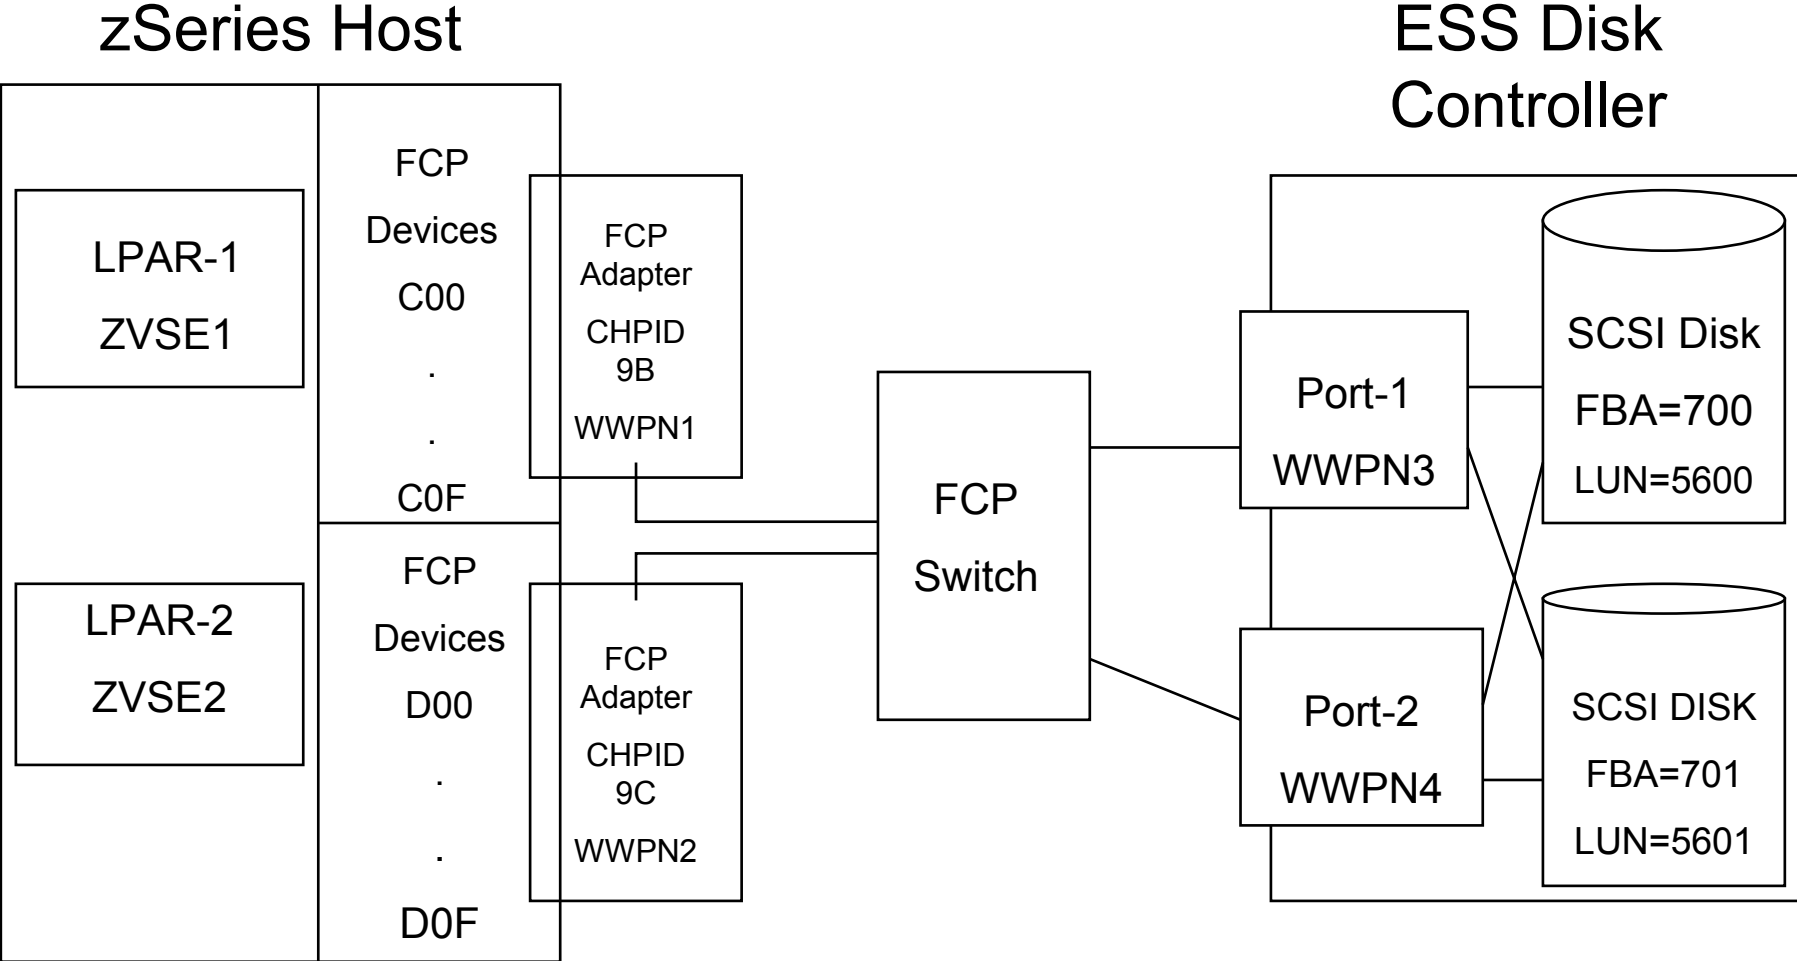 zSeries Host
ESS Disk
Controller
LPAR-1
ZVSE1
LPAR-2
ZVSE2
FCP
Devices
C00
.
.
C0F
FCP
Devices
D00
.
.
D0F
FCP
Adapter
CHPID
9B
WWPN1
FCP
Adapter
CHPID
9C
WWPN2
FCP
Switch
Port-1
WWPN3
Port-2
WWPN4
SCSI Disk
FBA=700
LUN=5600
SCSI DISK
FBA=701
LUN=5601